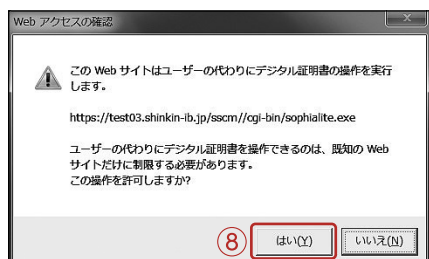 Web アクセスの確認
この Web サイトはユーザーの代わりにデジタル証明書の操作を実行
します。
https://test03.shinkin-ib.jp/sscm//cgi-bin/sophialite.exe
ユーザーの代わりにデジタル証明書を操作できるのは、既知の Web
サイトだけに制限する必要があります。
この操作を許可しますか?
⑧ はい(Y) いいえ(N)